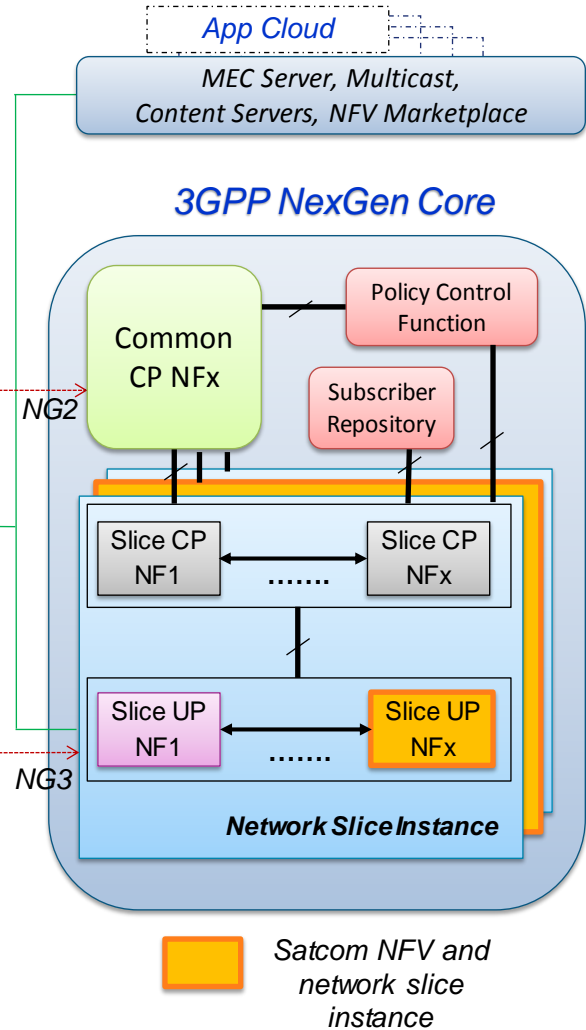 App Cloud
MEC Server, Multicast,
Content Servers, NFV Marketplace
3GPP NexGen Core
Common
CP NFx
Policy Control
Function
Subscriber
Repository
NG2
Slice CP
NF1
.......
Slice CP
NFx
Slice UP
NF1
.......
Slice UP
NFx
NG3
Network Slice Instance
Satcom NFV and
network slice
instance